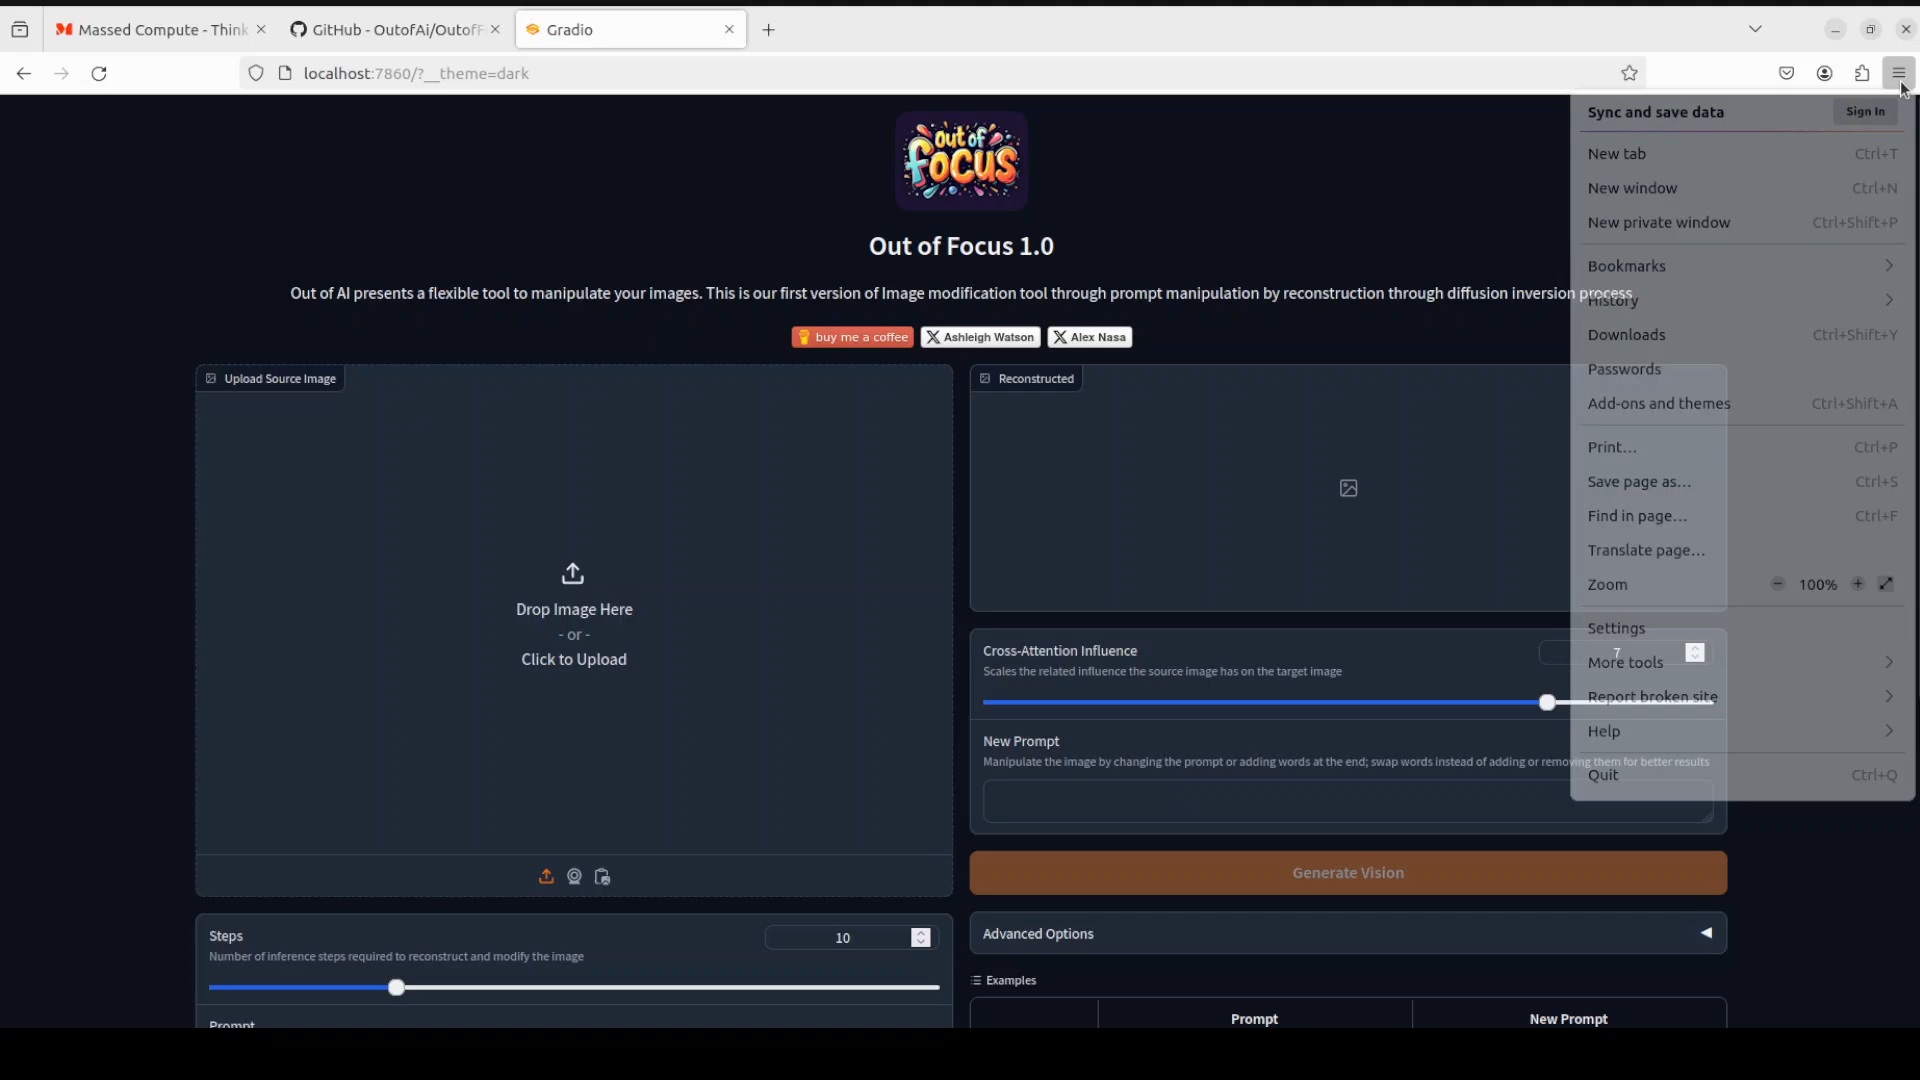 Massed Compute - Think
GitHub - OutofAi/OutofF
Gradio
localhost:7860/?__theme=dark
Sync and save data
Sign In
New tab
Ctrl+T
New window
Ctrl+N
New private window
Ctrl+Shift+P
Bookmarks
History
Downloads
Ctrl+Shift+Y
Passwords
Add-ons and themes
Ctrl+Shift+A
Print…
Ctrl+P
Save page as…
Ctrl+S
Find in page…
Ctrl+F
Translate page…
Zoom
100%
Settings
More tools
Report broken site
Help
Quit
Ctrl+Q
out of
FOCUS
Out of Focus 1.0
Out of AI presents a flexible tool to manipulate your images. This is our first version of Image modification tool through prompt manipulation by reconstruction through diffusion inversion process
buy me a coffee
Ashleigh Watson
Alex Nasa
Upload Source Image
Drop Image Here
- or -
Click to Upload
Reconstructed
Cross-Attention Influence
7
Scales the related influence the source image has on the target image
New Prompt
Manipulate the image by changing the prompt or adding words at the end; swap words instead of adding or removing them for better results
Generate Vision
Steps
10
Number of inference steps required to reconstruct and modify the image
Prompt
Advanced Options
Examples
Prompt
New Prompt